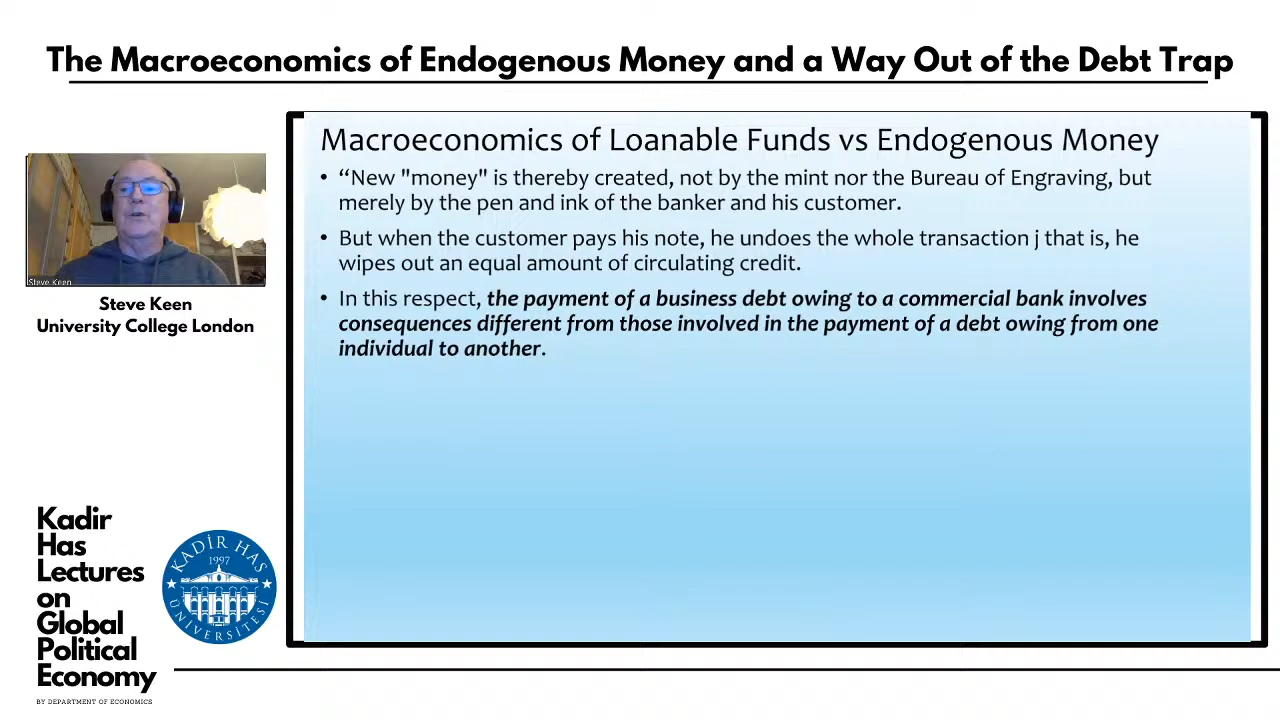 The Macroeconomics of Endogenous Money and a Way Out of the Debt Trap
Macroeconomics of Loanable Funds vs Endogenous Money
• “New "money" is thereby created, not by the mint nor the Bureau of Engraving, but
merely by the pen and ink of the banker and his customer.
• But when the customer pays his note, he undoes the whole transaction j that is, he
wipes out an equal amount of circulating credit.
• In this respect, the payment of a business debt owing to a commercial bank involves
consequences different from those involved in the payment of a debt owing from one
individual to another.
Steve Keen
Steve Keen
University College London
Kadir
Has
Lectures
on
Global
Political
Economy
BY DEPARTMENT OF ECONOMICS
KADİR HAS
1997
ÜNİVERSİTESİ